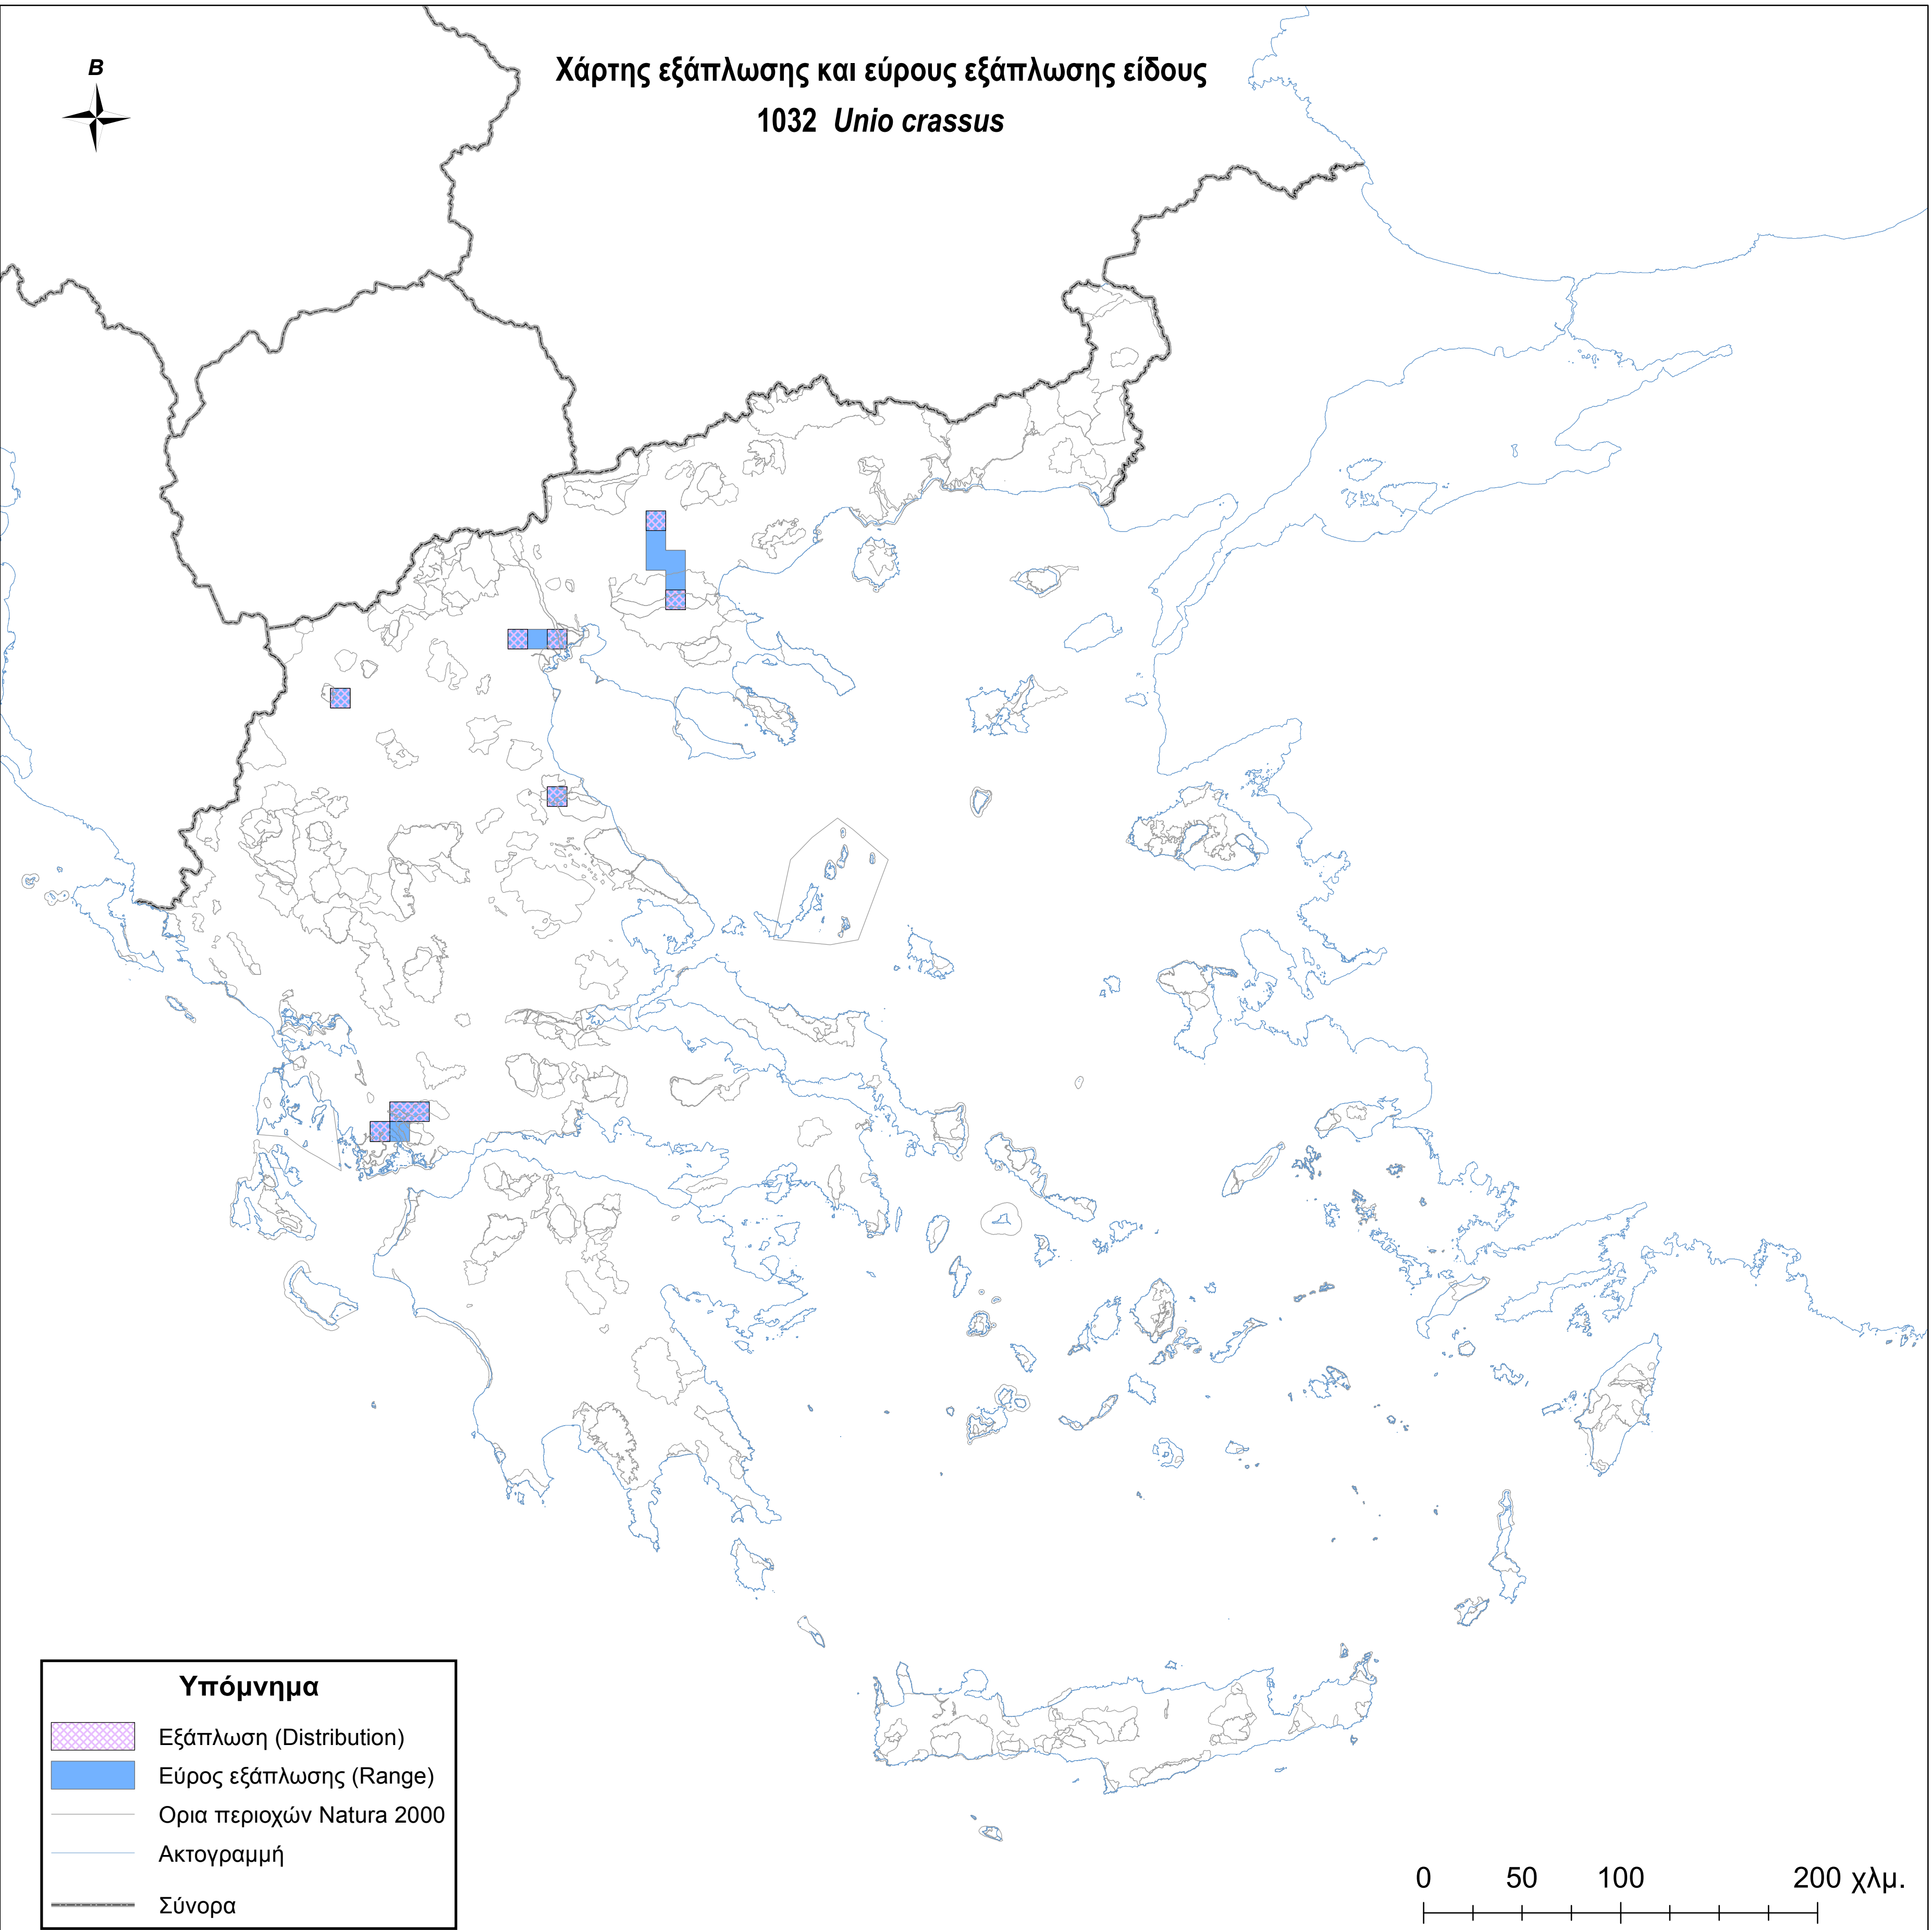 Χάρτης εξάπλωσης και εύρους εξάπλωσης είδους
1032 Unio crassus
Β
Υπόμνημα
Εξάπλωση (Distribution)
Εύρος εξάπλωσης (Range)
Ορια περιοχών Natura 2000
Ακτογραμμή
Σύνορα
0 50 100 200 χλμ.